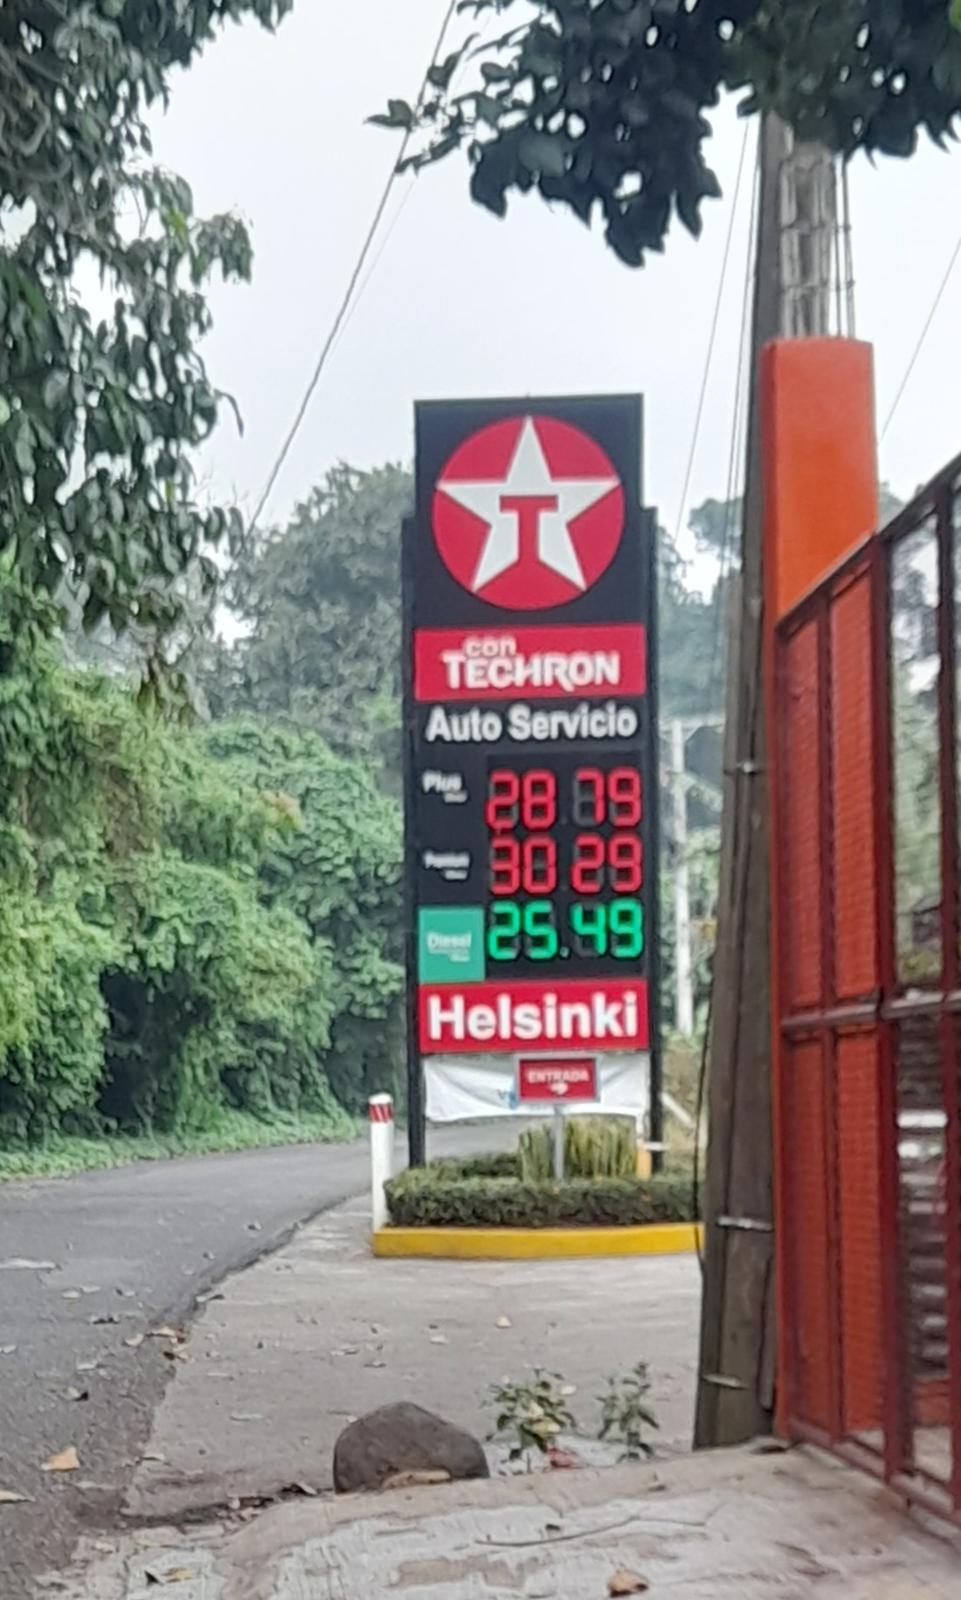 T
con
TECHRON
Auto Servicio
Plus 28.79
Premium 30.29
Diesel 25.49
Helsinki
ENTRADA